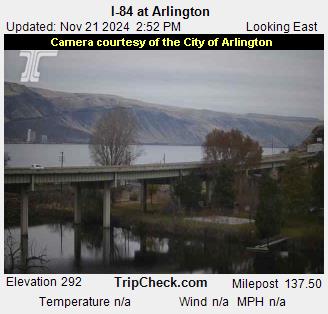 I-84 at Arlington
Updated: Nov 21 2024 2:52 PM Looking East
Camera courtesy of the City of Arlington
Elevation 292 TripCheck.com Milepost 137.50
Temperature n/a Wind n/a MPH n/a